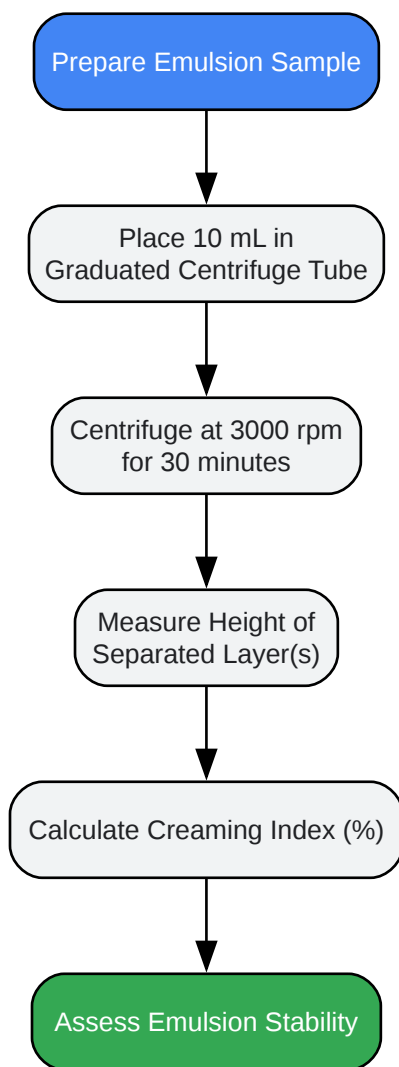 Prepare Emulsion Sample
Place 10 mL in
Graduated Centrifuge Tube
Centrifuge at 3000 rpm
for 30 minutes
Measure Height of
Separated Layer(s)
Calculate Creaming Index (%)
Assess Emulsion Stability